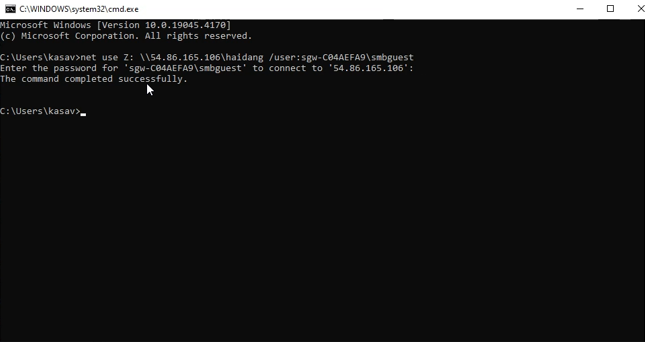 C:\WINDOWS\system32\cmd.exe
Microsoft Windows [Version 10.0.19045.4170]
(c) Microsoft Corporation. All rights reserved.
C:\Users\kasav>net use Z: \\54.86.165.106\haidang /user:sgw-C04AEFA9\smbguest
Enter the password for 'sgw-C04AEFA9\smbguest' to connect to '54.86.165.106':
The command completed successfully.
C:\Users\kasav>